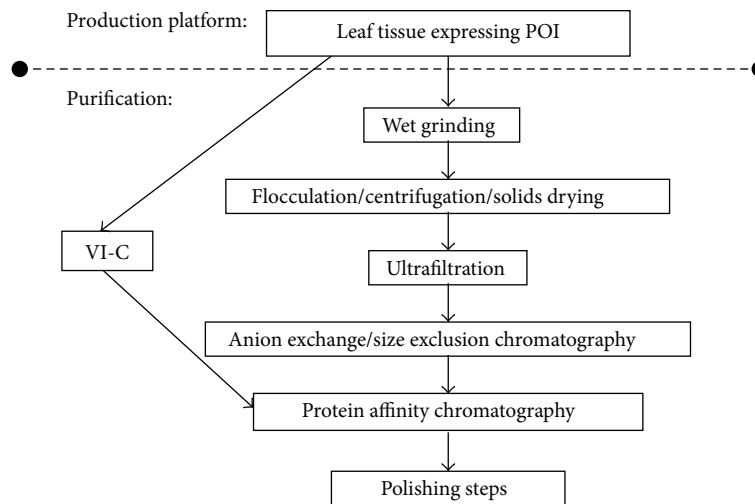 Production platform:
Leaf tissue expressing POI
Purification:
Wet grinding
Flocculation/centrifugation/solids drying
VI-C
Ultrafiltration
Anion exchange/size exclusion chromatography
Protein affinity chromatography
Polishing steps